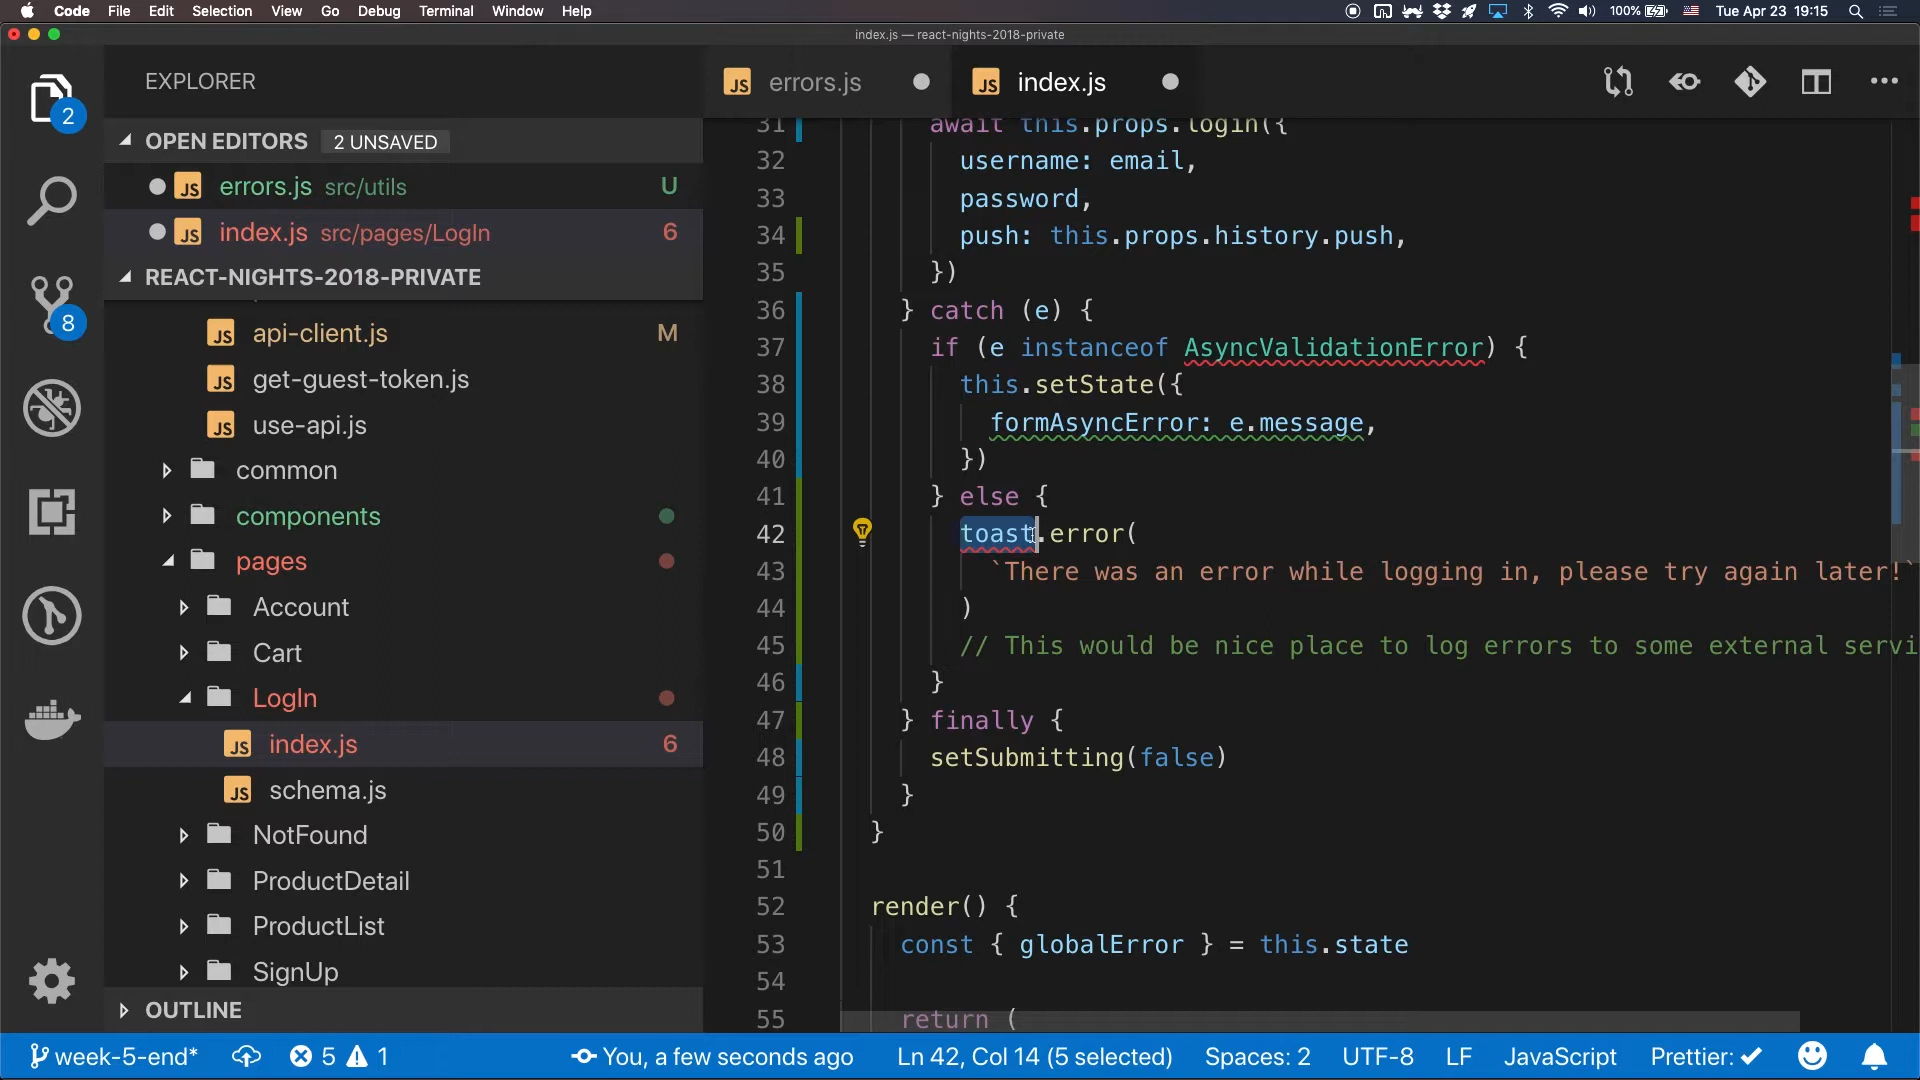 Code File Edit Selection View Go Debug Terminal Window Help 100% Tue Apr 23 19:15
index.js — react-nights-2018-private
EXPLORER
OPEN EDITORS 2 UNSAVED
JS errors.js src/utils U
JS index.js src/pages/LogIn 6
REACT-NIGHTS-2018-PRIVATE
JS api-client.js M
JS get-guest-token.js
JS use-api.js
common
components
pages
Account
Cart
LogIn
JS index.js 6
JS schema.js
NotFound
ProductDetail
ProductList
SignUp
OUTLINE
2
8
JS errors.js
JS index.js
31 await this.props.login({
32 username: email,
33 password,
34 push: this.props.history.push,
35 })
36 } catch (e) {
37 if (e instanceof AsyncValidationError) {
38 this.setState({
39 formAsyncError: e.message,
40 })
41 } else {
42 toast.error(
43 `There was an error while logging in, please try again later!`
44 )
45 // This would be nice place to log errors to some external servi
46 }
47 } finally {
48 setSubmitting(false)
49 }
50 }
51
52 render() {
53 const { globalError } = this.state
54
55 return (
week-5-end* 5 1 You, a few seconds ago Ln 42, Col 14 (5 selected) Spaces: 2 UTF-8 LF JavaScript Prettier: ✓